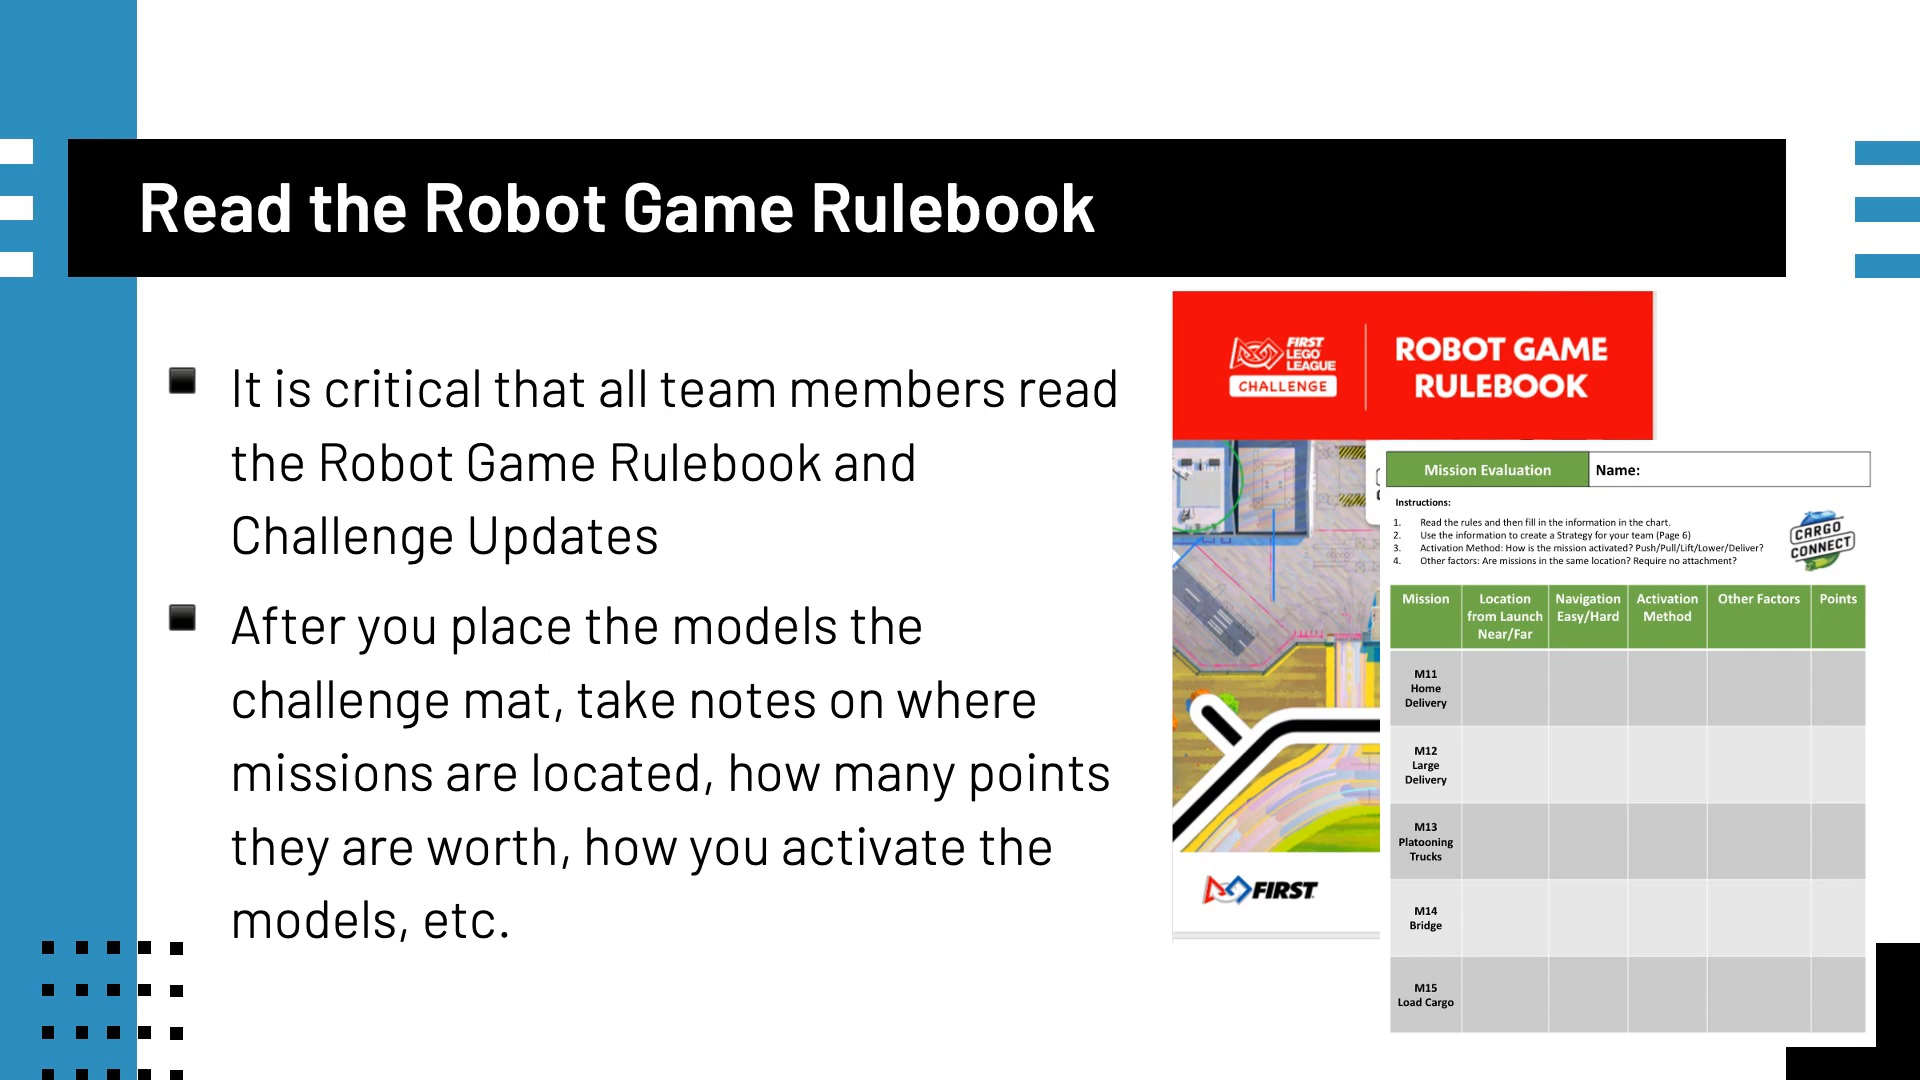 Read the Robot Game Rulebook
It is critical that all team members read
the Robot Game Rulebook and
Challenge Updates
After you place the models the
challenge mat, take notes on where
missions are located, how many points
they are worth, how you activate the
models, etc.
FIRST
LEGO
LEAGUE
CHALLENGE
ROBOT GAME
RULEBOOK
FIRST
Mission Evaluation Name:
Instructions:
1. Read the rules and then fill in the information in the chart.
2. Use the information to create a Strategy for your team (Page 6)
3. Activation Method: How is the mission activated? Push/Pull/Lift/Lower/Deliver?
4. Other factors: Are missions in the same location? Require no attachment?
CARGO
CONNECT
Mission Location Navigation Activation Other Factors Points
from Launch Easy/Hard Method
Near/Far
M11
Home
Delivery
M12
Large
Delivery
M13
Platooning
Trucks
M14
Bridge
M15
Load Cargo